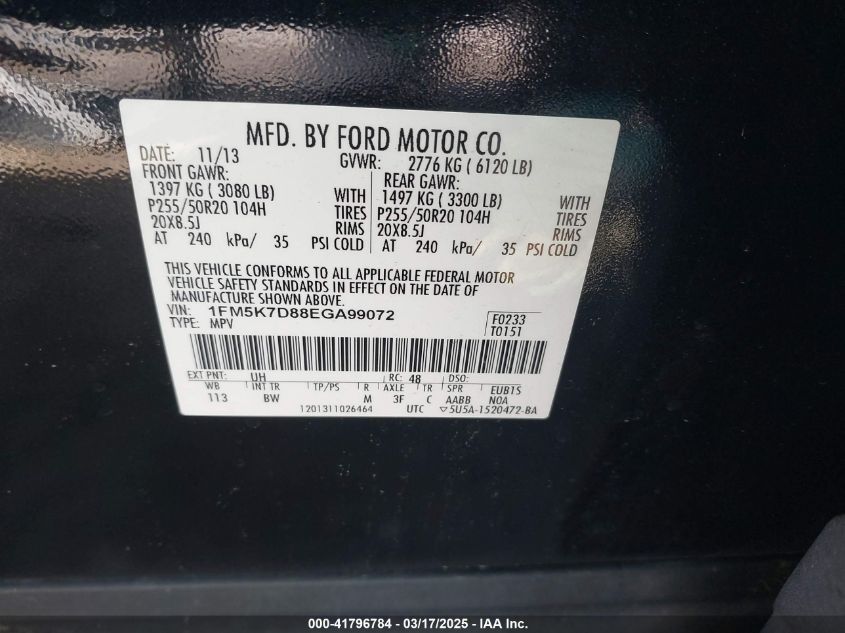 MFD. BY FORD MOTOR CO.
DATE: 11/13 GVWR: 2776 KG ( 6120 LB)
FRONT GAWR: REAR GAWR:
1397 KG ( 3080 LB) WITH 1497 KG ( 3300 LB) WITH
P255/50R20 104H TIRES P255/50R20 104H TIRES
20X8.5J RIMS 20X8.5J RIMS
AT 240 kPa/ 35 PSI COLD AT 240 kPa/ 35 PSI COLD
THIS VEHICLE CONFORMS TO ALL APPLICABLE FEDERAL MOTOR
VEHICLE SAFETY STANDARDS IN EFFECT ON THE DATE OF
MANUFACTURE SHOWN ABOVE.
VIN: 1FM5K7D88EGA99072 F0233
TYPE: MPV T0151
EXT PNT: UH RC: 48 DSO:
WB INT TR TP/PS R AXLE TR SPR EUB1S
113 BW M 3F C AABB NOA
1201311026464 UTC ▽5U5A-1520472-BA
000-41796784 - 03/17/2025 - IAA Inc.